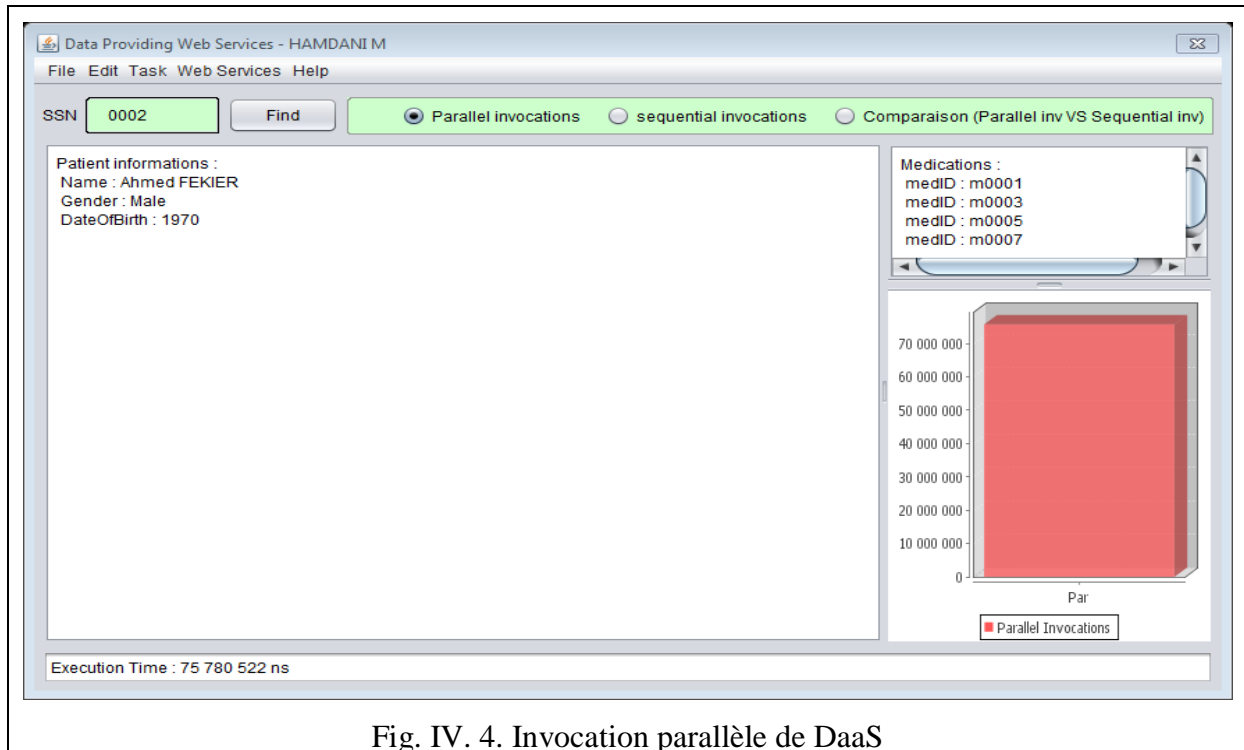 Data Providing Web Services - HAMDANI M
File Edit Task Web Services Help
SSN 0002 Find Parallel invocations sequential invocations Comparaison (Parallel inv VS Sequential inv)
Patient informations :
Name : Ahmed FEKIER
Gender : Male
DateOfBirth : 1970
Medications :
medID : m0001
medID : m0003
medID : m0005
medID : m0007
70 000 000
60 000 000
50 000 000
40 000 000
30 000 000
20 000 000
10 000 000
0
Par
Parallel Invocations
Execution Time : 75 780 522 ns
Fig. IV. 4. Invocation parallèle de DaaS